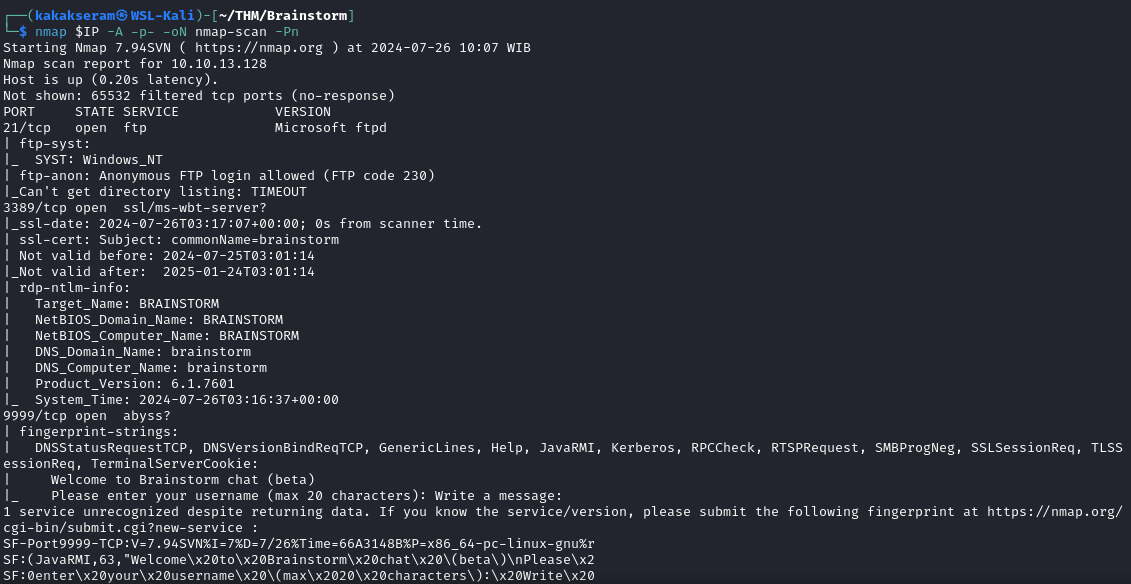 ┌──(kakakseram㉿WSL-Kali)-[~/THM/Brainstorm]
└─$ nmap $IP -A -p- -oN nmap-scan -Pn
Starting Nmap 7.94SVN ( https://nmap.org ) at 2024-07-26 10:07 WIB
Nmap scan report for 10.10.13.128
Host is up (0.20s latency).
Not shown: 65532 filtered tcp ports (no-response)
PORT     STATE SERVICE            VERSION
21/tcp   open  ftp                Microsoft ftpd
| ftp-syst:
|_  SYST: Windows_NT
| ftp-anon: Anonymous FTP login allowed (FTP code 230)
|_Can't get directory listing: TIMEOUT
3389/tcp open  ssl/ms-wbt-server?
|_ssl-date: 2024-07-26T03:17:07+00:00; 0s from scanner time.
| ssl-cert: Subject: commonName=brainstorm
| Not valid before: 2024-07-25T03:01:14
|_Not valid after:  2025-01-24T03:01:14
| rdp-ntlm-info:
|   Target_Name: BRAINSTORM
|   NetBIOS_Domain_Name: BRAINSTORM
|   NetBIOS_Computer_Name: BRAINSTORM
|   DNS_Domain_Name: brainstorm
|   DNS_Computer_Name: brainstorm
|   Product_Version: 6.1.7601
|_  System_Time: 2024-07-26T03:16:37+00:00
9999/tcp open  abyss?
| fingerprint-strings:
|   DNSStatusRequestTCP, DNSVersionBindReqTCP, GenericLines, Help, JavaRMI, Kerberos, RPCCheck, RTSPRequest, SMBProgNeg, SSLSessionReq, TLSS
essionReq, TerminalServerCookie:
|     Welcome to Brainstorm chat (beta)
|_    Please enter your username (max 20 characters): Write a message:
1 service unrecognized despite returning data. If you know the service/version, please submit the following fingerprint at https://nmap.org/
cgi-bin/submit.cgi?new-service :
SF-Port9999-TCP:V=7.94SVN%I=7%D=7/26%Time=66A3148B%P=x86_64-pc-linux-gnu%r
SF:(JavaRMI,63,"Welcome\x20to\x20Brainstorm\x20chat\x20\(beta\)\nPlease\x2
SF:0enter\x20your\x20username\x20\(max\x2020\x20characters\):\x20Write\x20